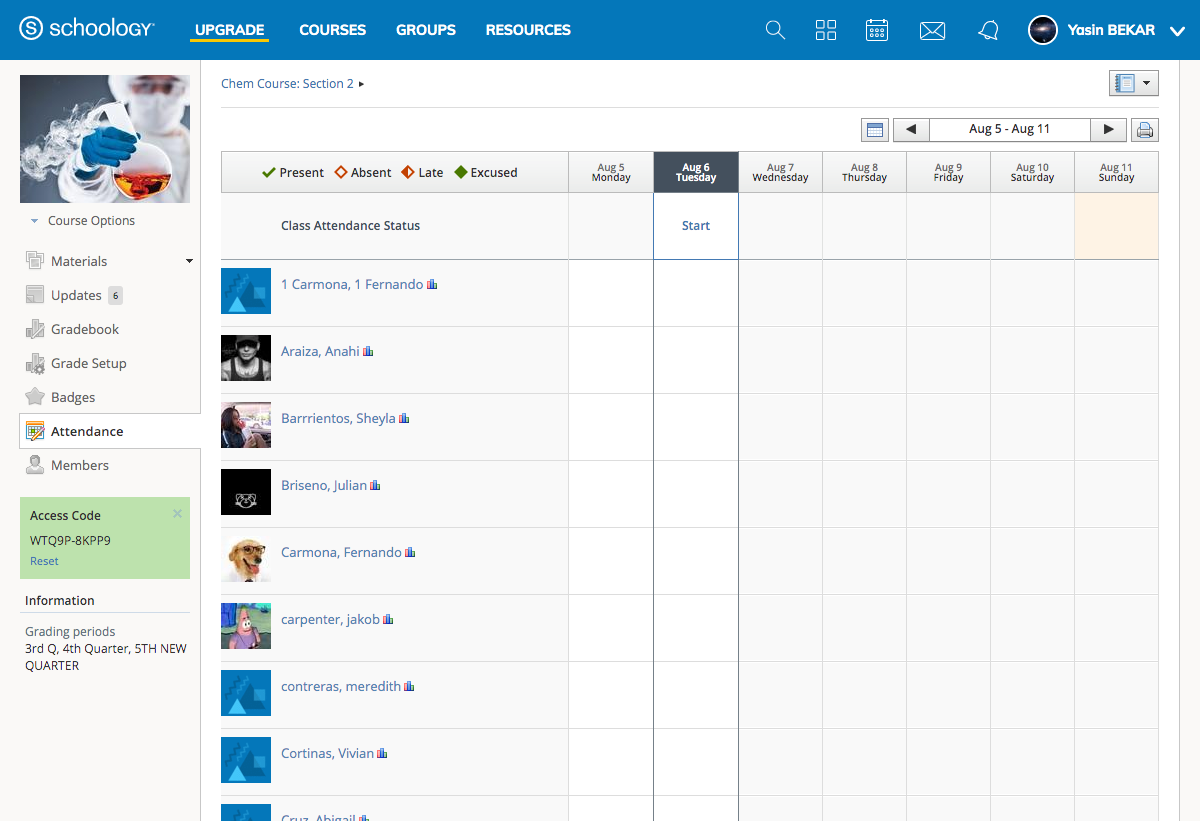 schoology
UPGRADE COURSES GROUPS RESOURCES
Yasin BEKAR
Chem Course: Section 2
Aug 5 - Aug 11
Present Absent Late Excused
Aug 5 Monday
Aug 6 Tuesday
Aug 7 Wednesday
Aug 8 Thursday
Aug 9 Friday
Aug 10 Saturday
Aug 11 Sunday
Class Attendance Status
Start
1 Carmona, 1 Fernando
Araiza, Anahi
Barrrientos, Sheyla
Briseno, Julian
Carmona, Fernando
carpenter, jakob
contreras, meredith
Cortinas, Vivian
Cruz, Abigail
Course Options
Materials
Updates 6
Gradebook
Grade Setup
Badges
Attendance
Members
Access Code
WTQ9P-8KPP9
Reset
Information
Grading periods
3rd Q, 4th Quarter, 5TH NEW
QUARTER